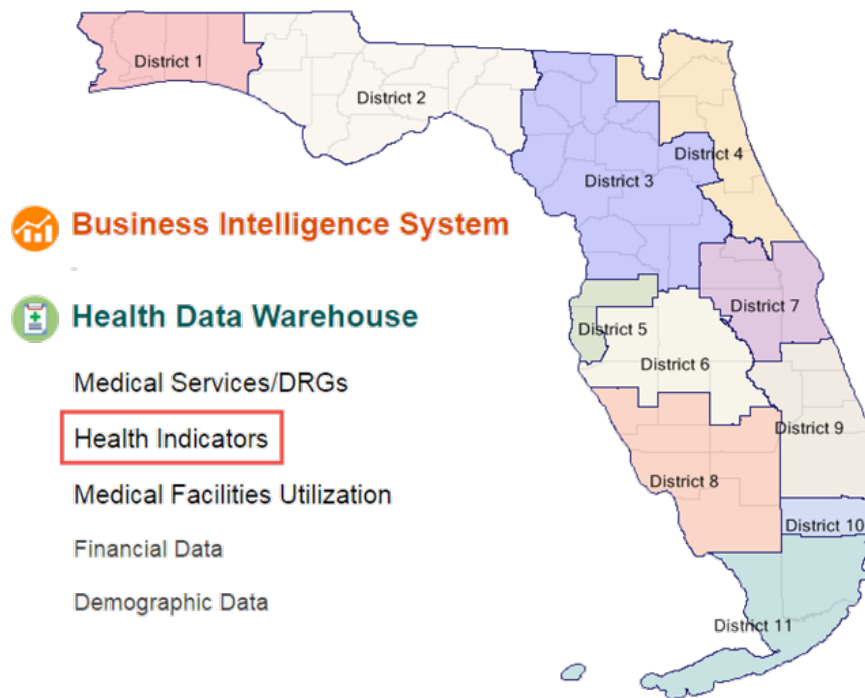 District 1
District 2
District 4
District 3
Business Intelligence System
District 7
Health Data Warehouse
District 5
District 6
Medical Services/DRGs
District 9
Health Indicators
District 8
Medical Facilities Utilization
District 10
Financial Data
Demographic Data
District 11